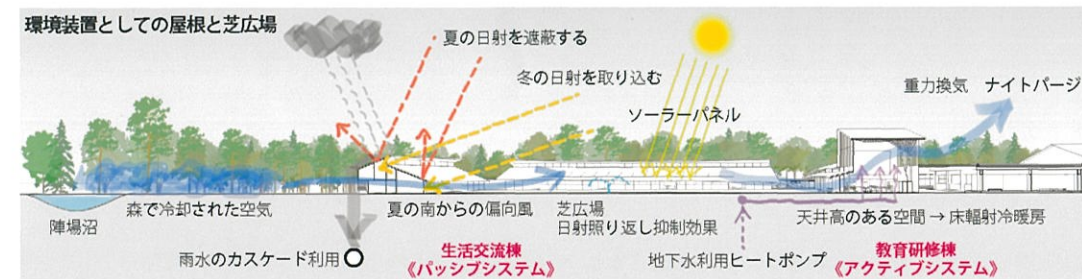 環境装置としての屋根と芝広場
夏の日射を遮蔽する
冬の日射を取り込む
ソーラーパネル
重力換気　ナイトパージ
陣場沼
森で冷却された空気
夏の南からの偏向風
芝広場
日射照り返し抑制効果
天井高のある空間 → 床輻射冷暖房
雨水のカスケード利用
生活交流棟
《パッシブシステム》
地下水利用ヒートポンプ
教育研修棟
《アクティブシステム》